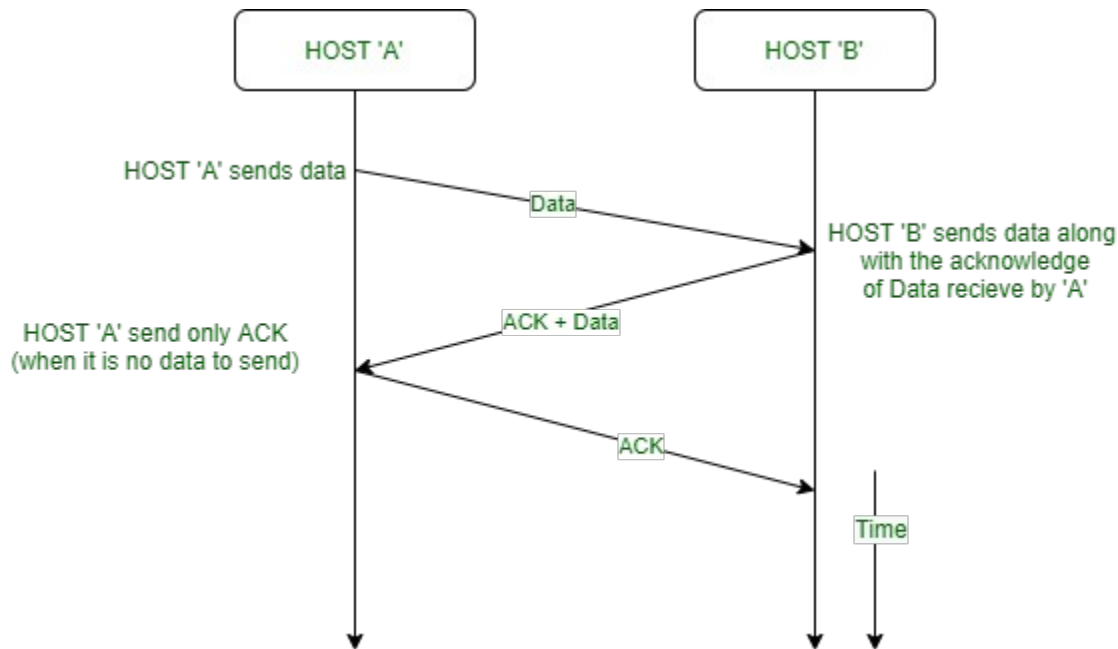 HOST 'A'
HOST 'B'
HOST 'A' sends data
Data
HOST 'B' sends data along
with the acknowledge
of Data recieve by 'A'
ACK + Data
HOST 'A' send only ACK
(when it is no data to send)
ACK
Time